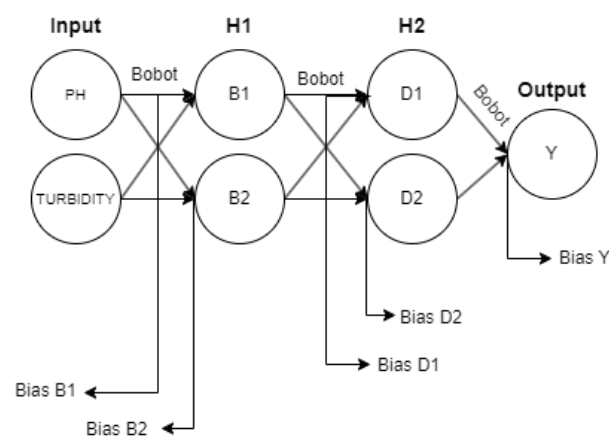 Input
H1
H2
Bobot
Bobot
Bobot
Output
PH
B1
D1
Y
TURBIDITY
B2
D2
Bias Y
Bias D2
Bias D1
Bias B1
Bias B2